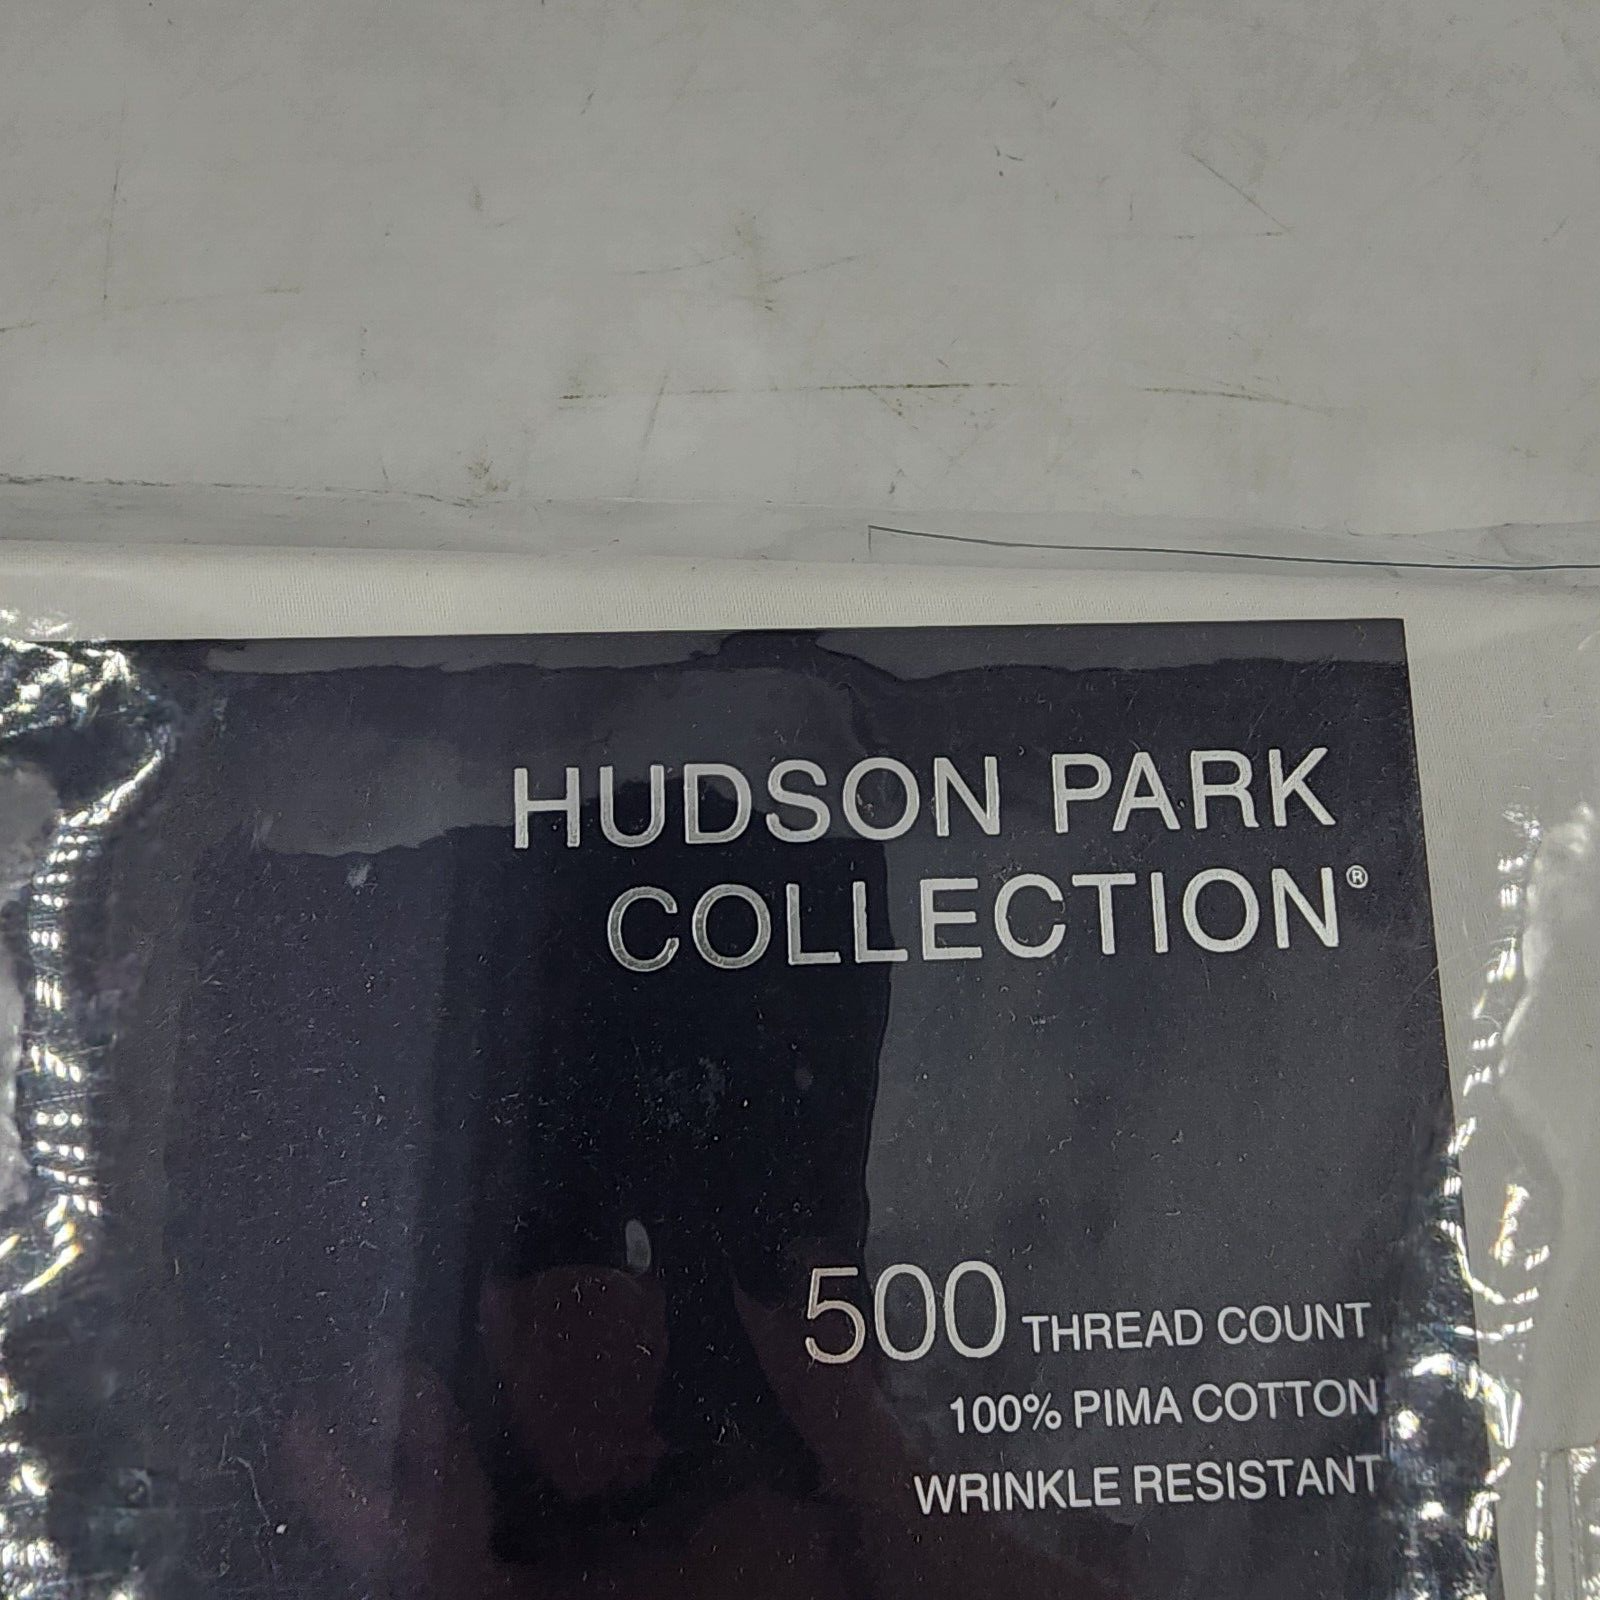 HUDSON PARK
COLLECTION®
500 THREAD COUNT
100% PIMA COTTON
WRINKLE RESISTANT